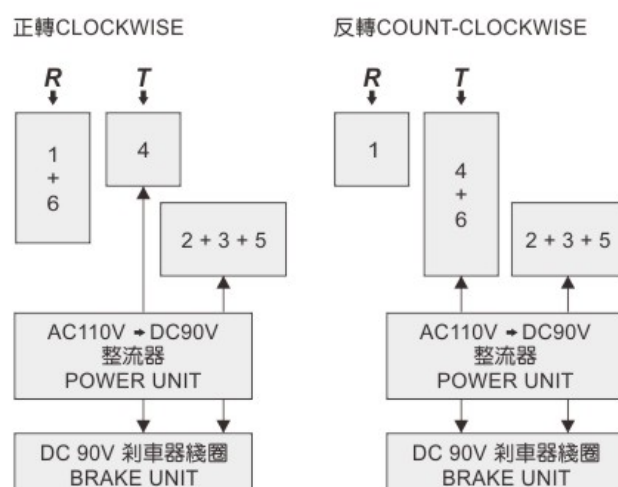 正轉CLOCKWISE
R T
1
+
6
4
2 + 3 + 5
AC110V ➡ DC90V
整流器
POWER UNIT
DC 90V 剎車器綫圈
BRAKE UNIT
反轉COUNT-CLOCKWISE
R T
1
4
+
6
2 + 3 + 5
AC110V ➡ DC90V
整流器
POWER UNIT
DC 90V 剎車器綫圈
BRAKE UNIT